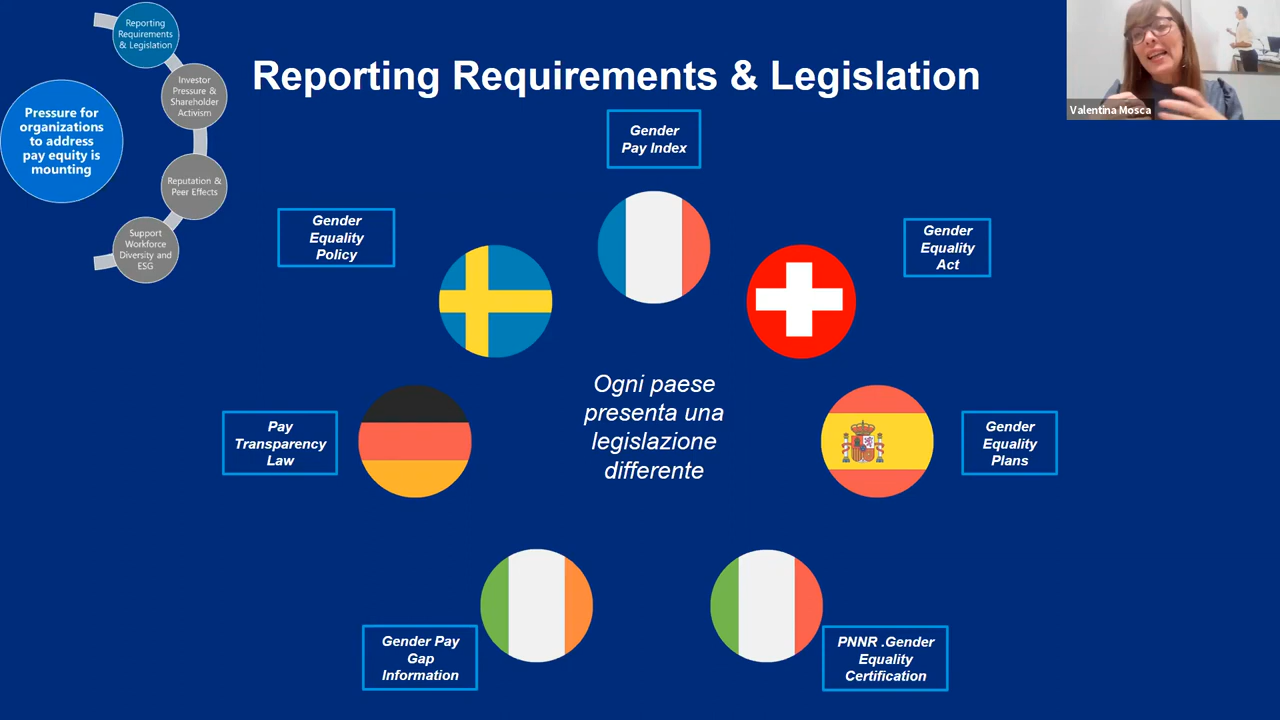 Reporting
Requirements
& Legislation
Investor
Pressure &
Shareholder
Activism
Pressure for
organizations
to address
pay equity is
mounting
Reputation &
Peer Effects
Support
Workforce
Diversity and
ESG
Reporting Requirements & Legislation
Valentina Mosca
Gender
Pay Index
Gender
Equality
Policy
Gender
Equality
Act
Ogni paese
presenta una
legislazione
differente
Pay
Transparency
Law
Gender
Equality
Plans
Gender Pay
Gap
Information
PNNR .Gender
Equality
Certification